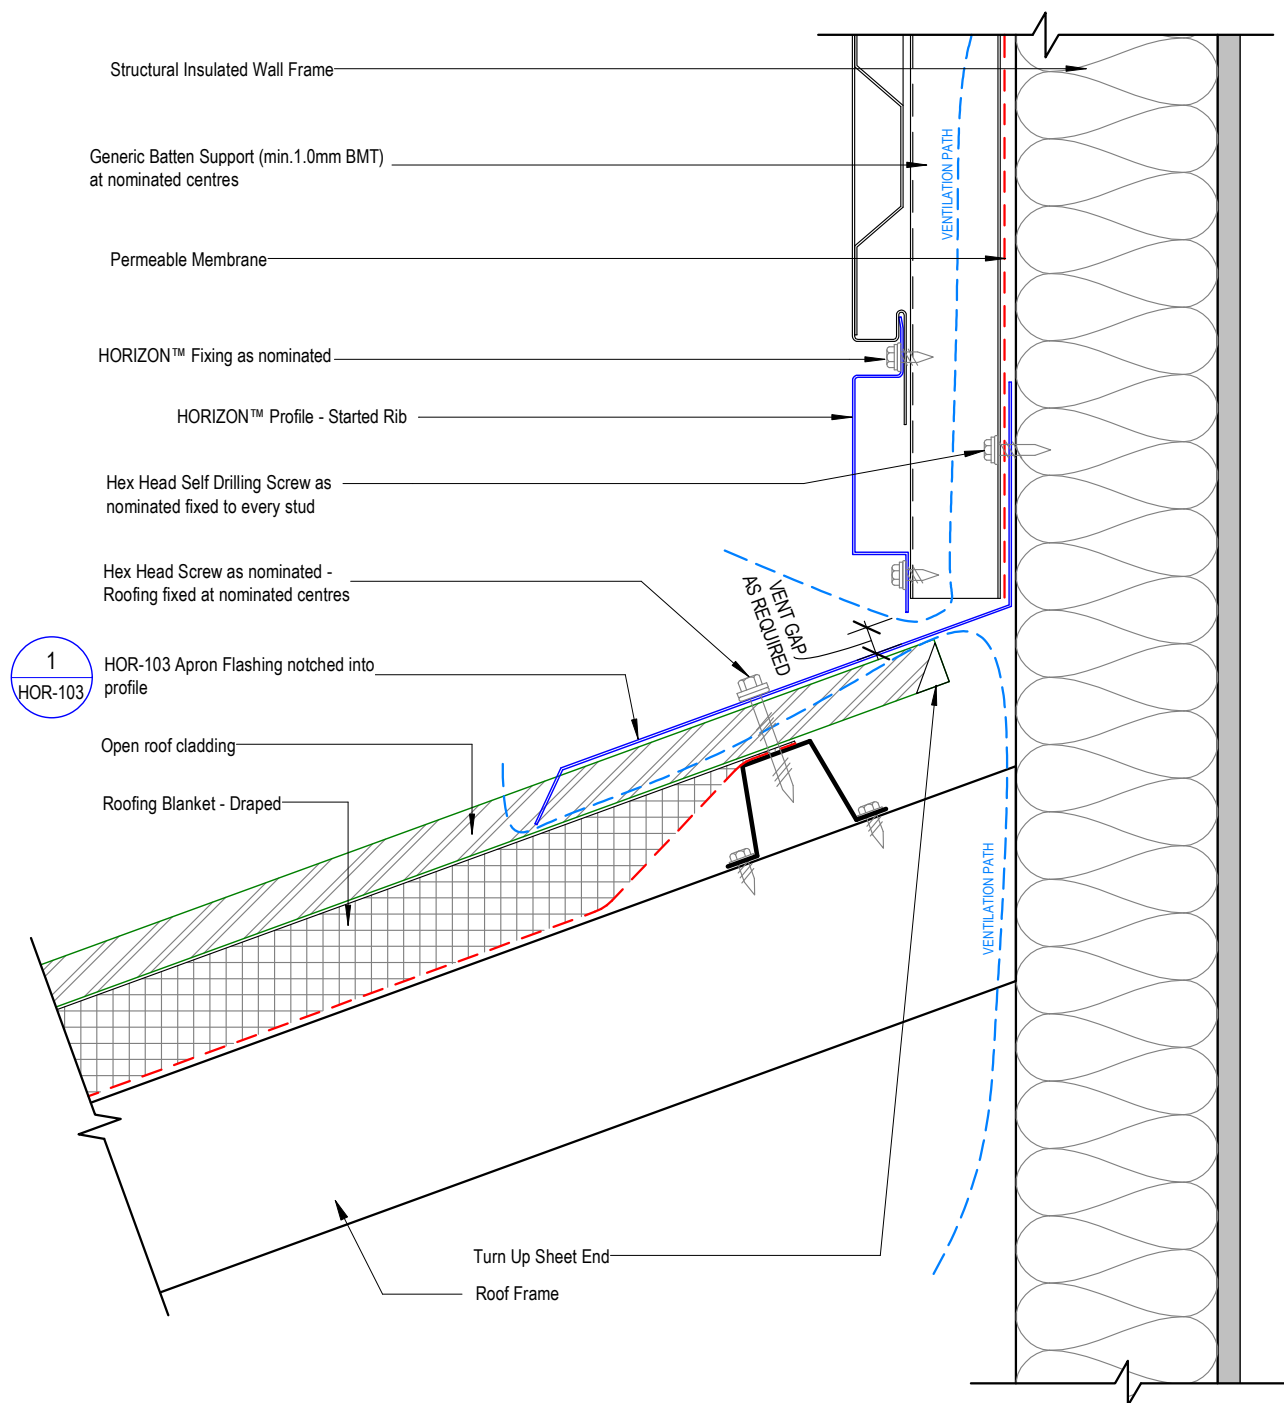 Structural Insulated Wall Frame
Generic Batten Support (min.1.0mm BMT)
at nominated centres
VENTILATION PATH
Permeable Membrane
HORIZON™ Fixing as nominated
HORIZON™ Profile - Started Rib
Hex Head Self Drilling Screw as
nominated fixed to every stud
Hex Head Screw as nominated -
Roofing fixed at nominated centres
VENT GAP
AS REQUIRED
1
HOR-103
HOR-103 Apron Flashing notched into
profile
Open roof cladding
Roofing Blanket - Draped
VENTILATION PATH
Turn Up Sheet End
Roof Frame